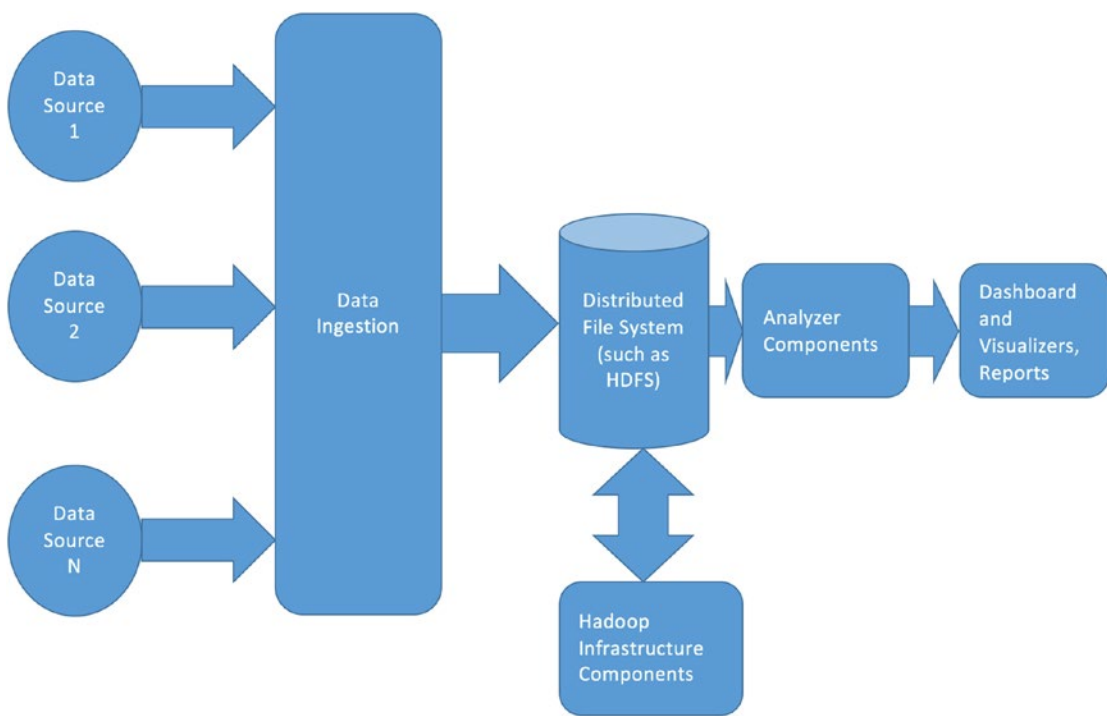 Data
Source
1
Data
Source
2
Data
Source
N
Data
Ingestion
Distributed
File System
(such as
HDFS)
Analyzer
Components
Dashboard
and
Visualizers,
Reports
Hadoop
Infrastructure
Components